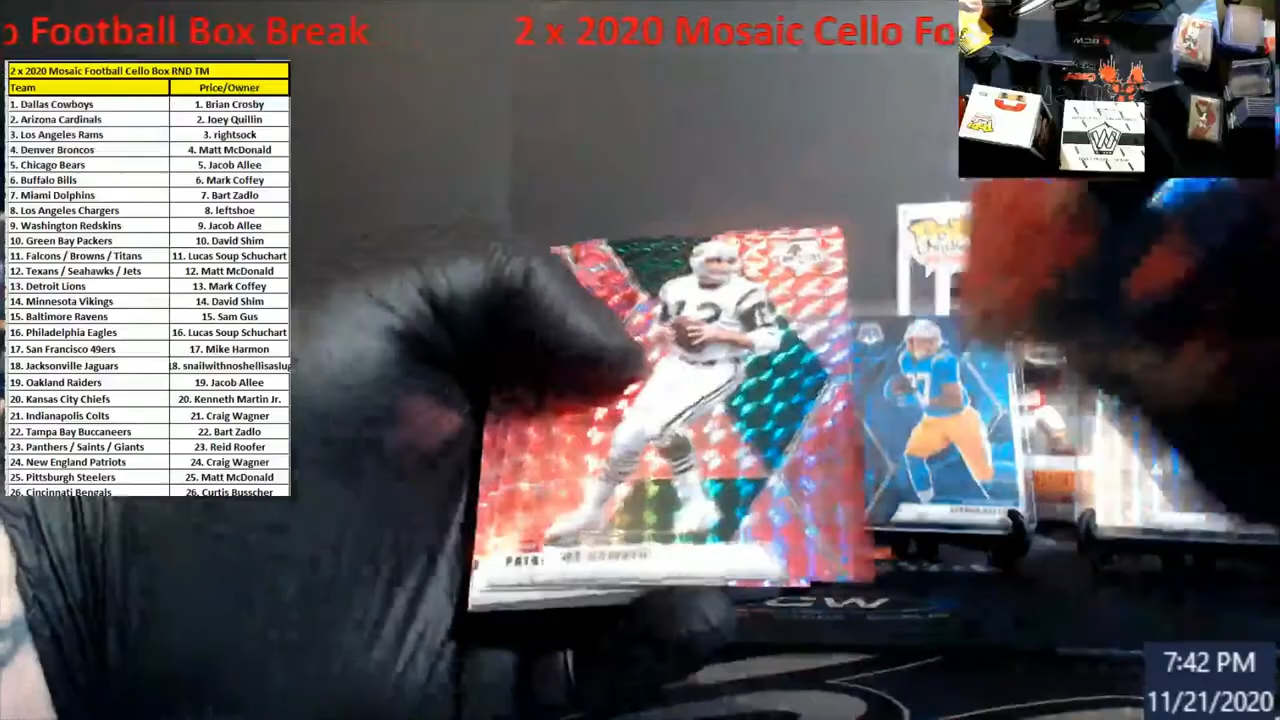 Football Box Break
2 x 2020 Mosaic Cello Fo
2 x 2020 Mosaic Football Cello Box RND TM
Team Price/Owner
1. Dallas Cowboys 1. Brian Crosby
2. Arizona Cardinals 2. Joey Quillin
3. Los Angeles Rams 3. rightsock
4. Denver Broncos 4. Matt McDonald
5. Chicago Bears 5. Jacob Allee
6. Buffalo Bills 6. Mark Coffey
7. Miami Dolphins 7. Bart Zadlo
8. Los Angeles Chargers 8. leftshoe
9. Washington Redskins 9. Jacob Allee
10. Green Bay Packers 10. David Shim
11. Falcons / Browns / Titans 11. Lucas Soup Schuchart
12. Texans / Seahawks / Jets 12. Matt McDonald
13. Detroit Lions 13. Mark Coffey
14. Minnesota Vikings 14. David Shim
15. Baltimore Ravens 15. Sam Gus
16. Philadelphia Eagles 16. Lucas Soup Schuchart
17. San Francisco 49ers 17. Mike Harmon
18. Jacksonville Jaguars 18. snailwithnoshellisaslug
19. Oakland Raiders 19. Jacob Allee
20. Kansas City Chiefs 20. Kenneth Martin Jr.
21. Indianapolis Colts 21. Craig Wagner
22. Tampa Bay Buccaneers 22. Bart Zadlo
23. Panthers / Saints / Giants 23. Reid Roofer
24. New England Patriots 24. Craig Wagner
25. Pittsburgh Steelers 25. Matt McDonald
26. Cincinnati Bengals 26. Curtis Busscher
7:42 PM
11/21/2020